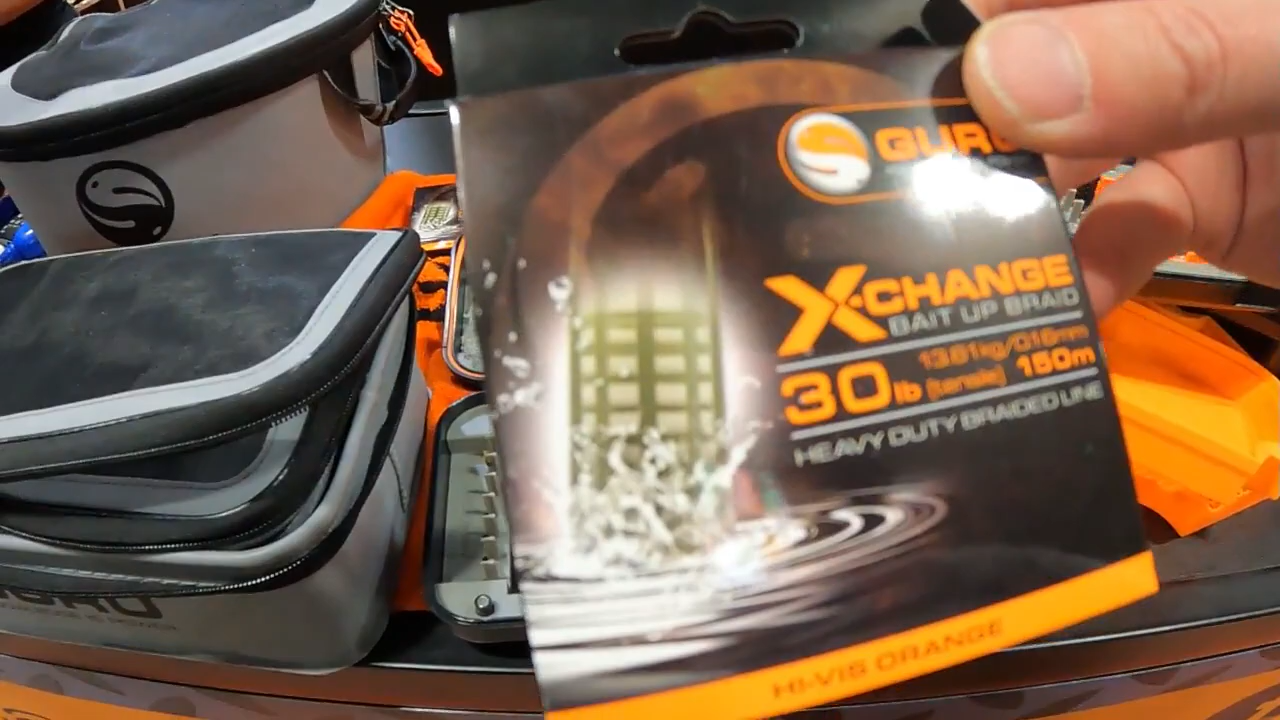 GURU
X-CHANGE
BAIT UP BRAID
13.61kg/0.18mm
30lb [tensile] 150m
HEAVY DUTY BRAIDED LINE
HI-VIS ORANGE
GURU